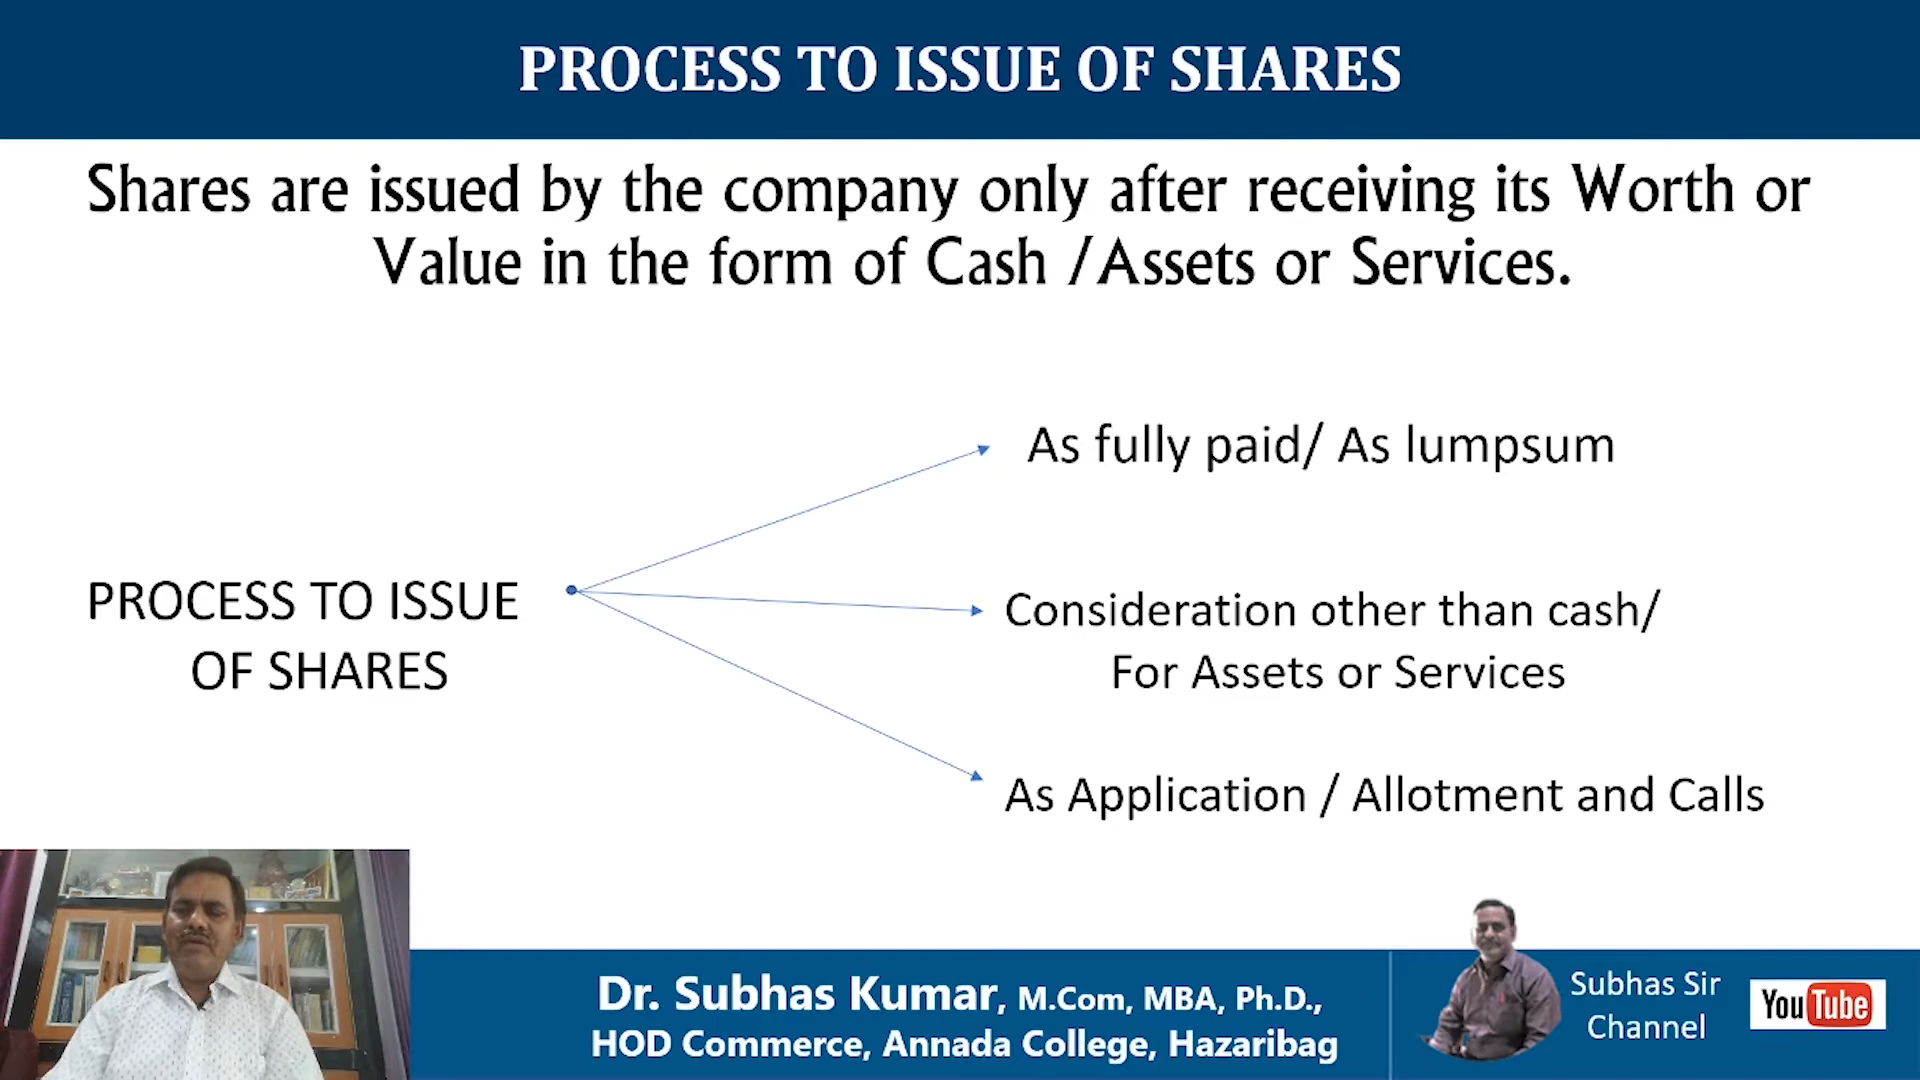 PROCESS TO ISSUE OF SHARES
Shares are issued by the company only after receiving its Worth or
Value in the form of Cash /Assets or Services.
As fully paid/ As lumpsum
PROCESS TO ISSUE
OF SHARES
Consideration other than cash/
For Assets or Services
As Application / Allotment and Calls
Dr. Subhas Kumar, M.Com, MBA, Ph.D.,
HOD Commerce, Annada College, Hazaribag
Subhas Sir
Channel
YouTube